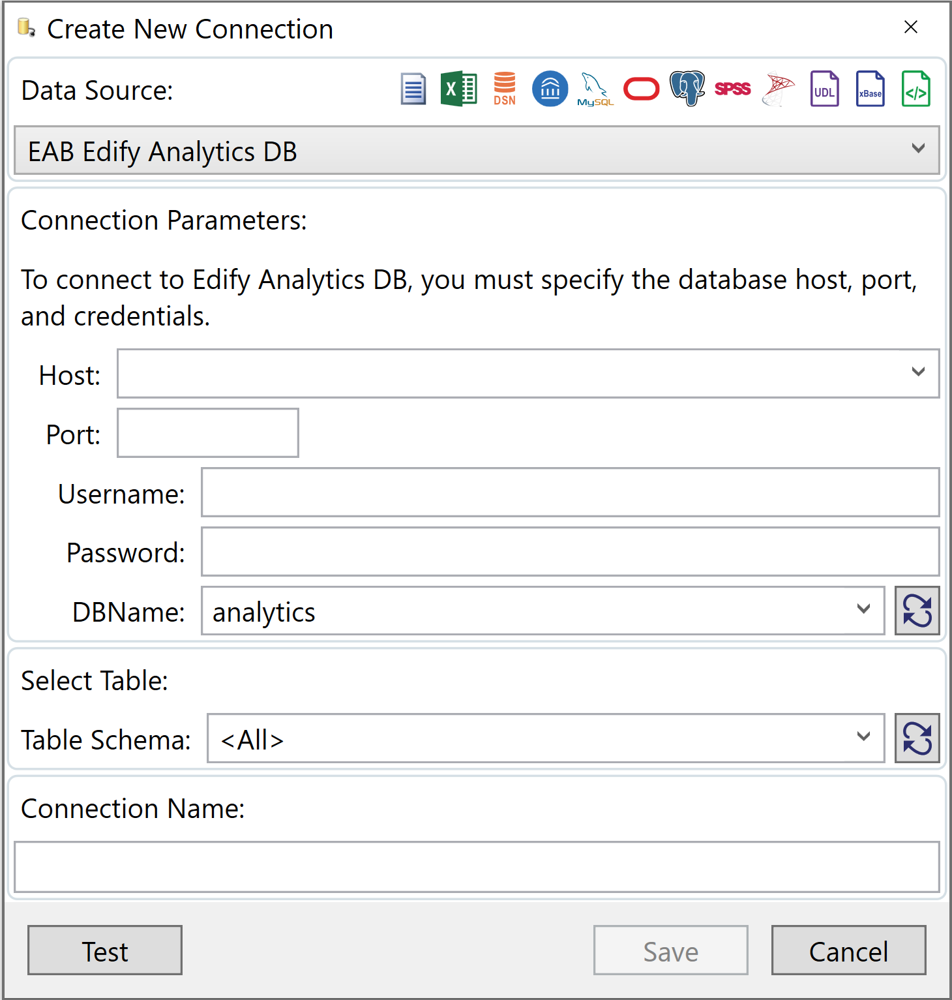 Create New Connection
Data Source:
X
DSN
MySQL
SPSS
UDL
xBase
</>
EAB Edify Analytics DB
Connection Parameters:
To connect to Edify Analytics DB, you must specify the database host, port,
and credentials.
Host:
Port:
Username:
Password:
DBName: analytics
Select Table:
Table Schema: <All>
Connection Name:
Test Save Cancel